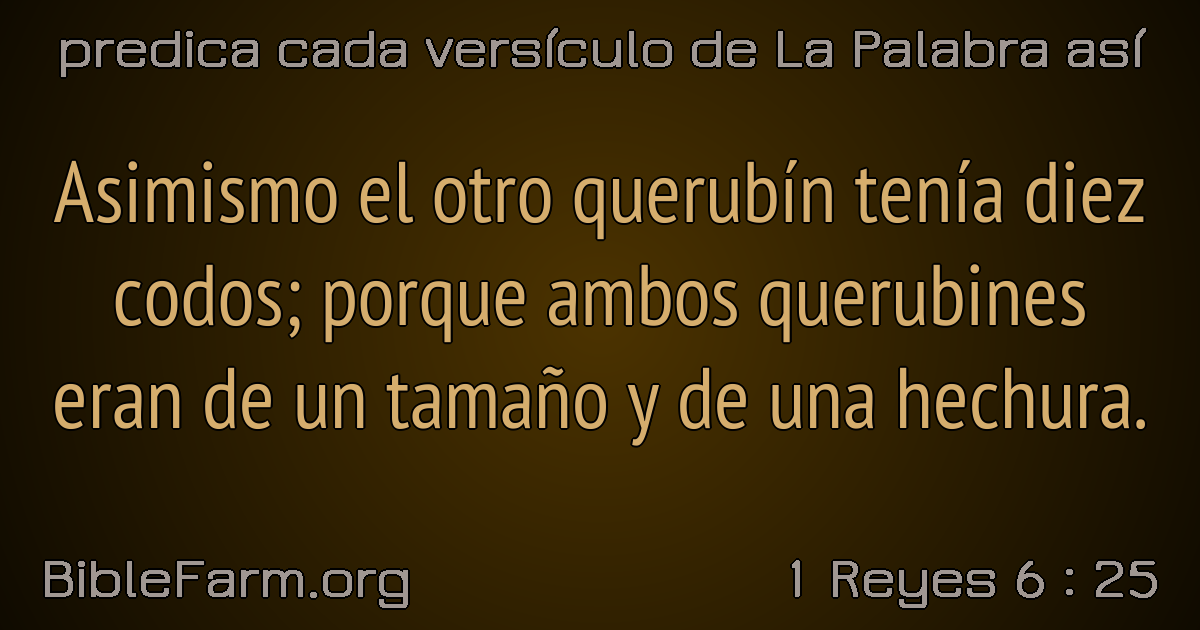 predica cada versículo de La Palabra así
Asimismo el otro querubín tenía diez
codos; porque ambos querubines
eran de un tamaño y de una hechura.
BibleFarm.org
1 Reyes 6 : 25